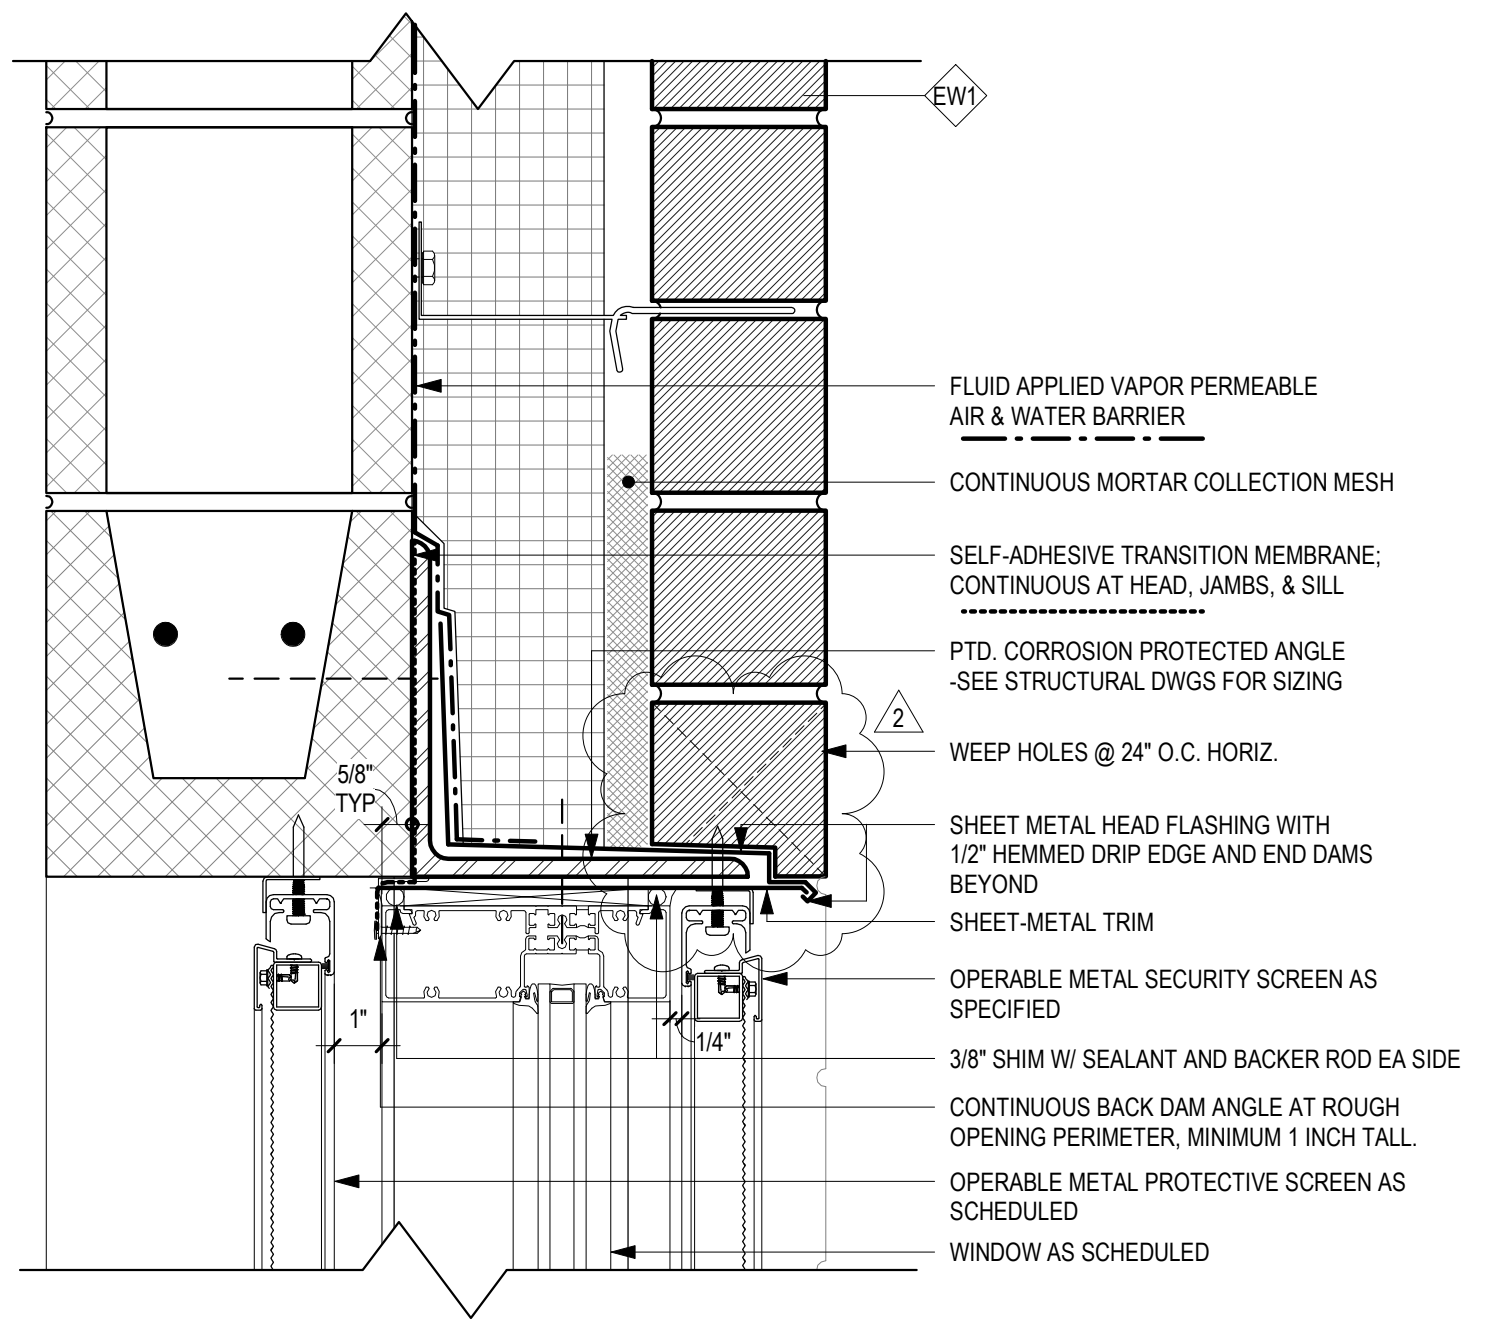 EW1
FLUID APPLIED VAPOR PERMEABLE
AIR & WATER BARRIER
CONTINUOUS MORTAR COLLECTION MESH
SELF-ADHESIVE TRANSITION MEMBRANE;
CONTINUOUS AT HEAD, JAMBS, & SILL
PTD. CORROSION PROTECTED ANGLE
-SEE STRUCTURAL DWGS FOR SIZING
2
WEEP HOLES @ 24" O.C. HORIZ.
5/8"
TYP
SHEET METAL HEAD FLASHING WITH
1/2" HEMMED DRIP EDGE AND END DAMS
BEYOND
SHEET-METAL TRIM
OPERABLE METAL SECURITY SCREEN AS
SPECIFIED
1"
1/4"
3/8" SHIM W/ SEALANT AND BACKER ROD EA SIDE
CONTINUOUS BACK DAM ANGLE AT ROUGH
OPENING PERIMETER, MINIMUM 1 INCH TALL.
OPERABLE METAL PROTECTIVE SCREEN AS
SCHEDULED
WINDOW AS SCHEDULED